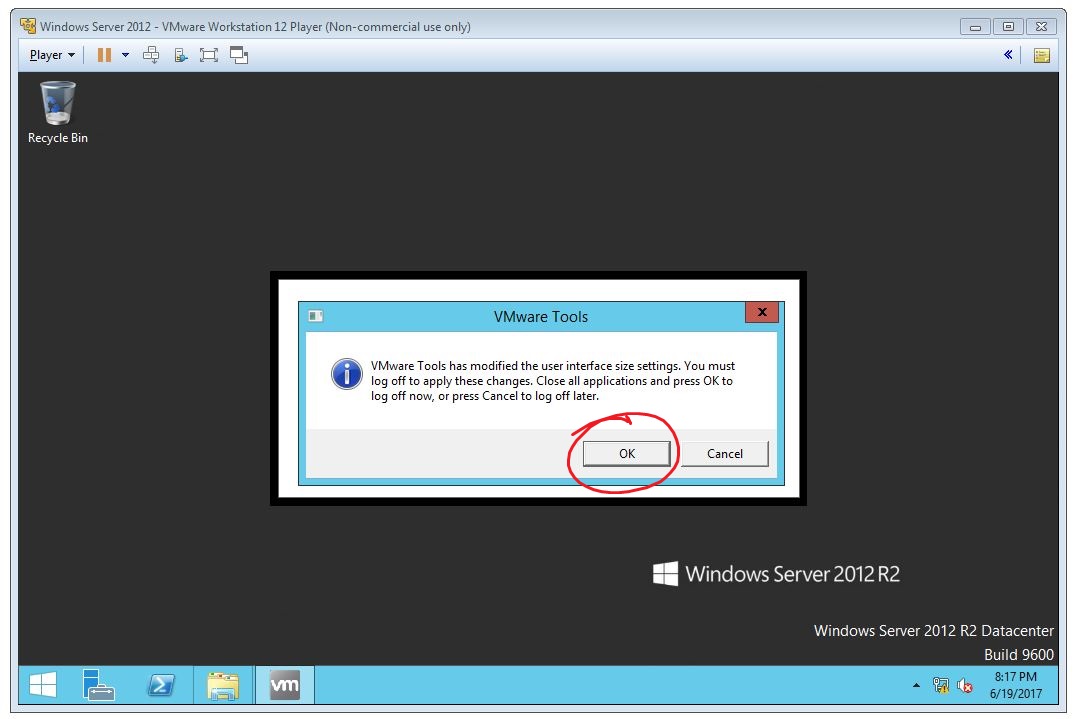 Windows Server 2012 - VMware Workstation 12 Player (Non-commercial use only)
Player
Recycle Bin
VMware Tools
VMware Tools has modified the user interface size settings. You must
log off to apply these changes. Close all applications and press OK to
log off now, or press Cancel to log off later.
OK Cancel
Windows Server 2012 R2
Windows Server 2012 R2 Datacenter
Build 9600
vm
8:17 PM
6/19/2017